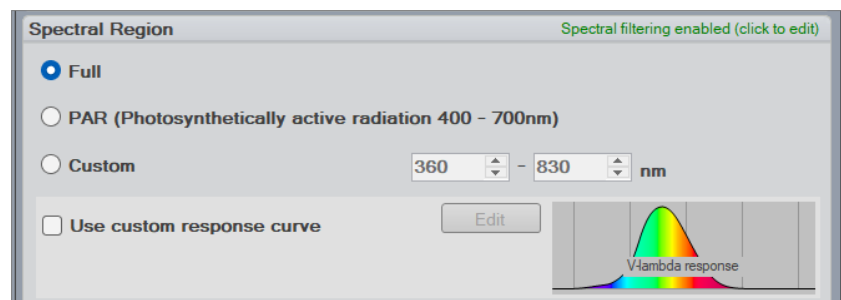 Spectral Region Spectral filtering enabled (click to edit)
Full
PAR (Photosynthetically active radiation 400 - 700nm)
Custom 360 - 830 nm
Use custom response curve Edit
V-lambda response